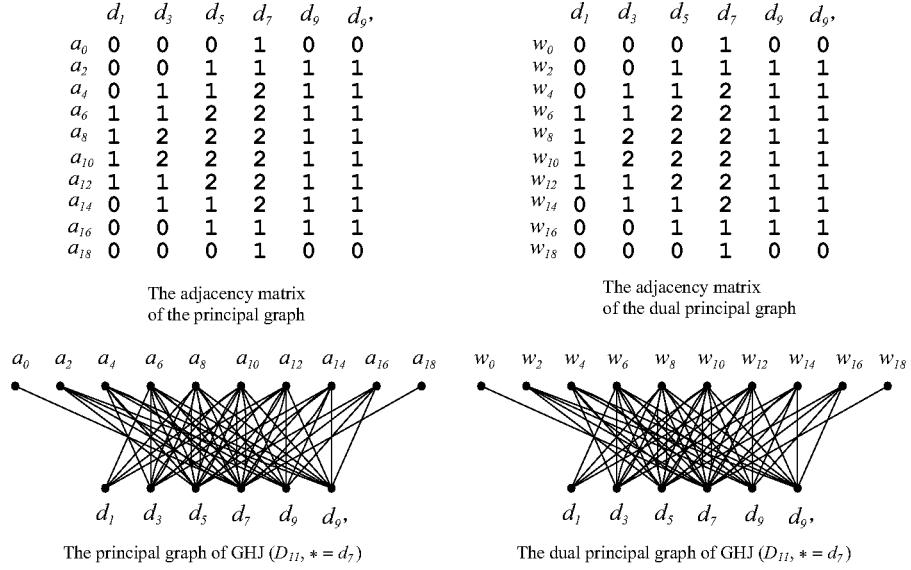 d₁ d₃ d₅ d₇ d₉ d₉,
a₀ 0 0 0 1 0 0
a₂ 0 0 1 1 1 1
a₄ 0 1 1 2 1 1
a₆ 1 1 2 2 1 1
a₈ 1 2 2 2 1 1
a₁₀ 1 2 2 2 1 1
a₁₂ 1 1 2 2 1 1
a₁₄ 0 1 1 2 1 1
a₁₆ 0 0 1 1 1 1
a₁₈ 0 0 0 1 0 0
The adjacency matrix
of the principal graph
d₁ d₃ d₅ d₇ d₉ d₉,
w₀ 0 0 0 1 0 0
w₂ 0 0 1 1 1 1
w₄ 0 1 1 2 1 1
w₆ 1 1 2 2 1 1
w₈ 1 2 2 2 1 1
w₁₀ 1 2 2 2 1 1
w₁₂ 1 1 2 2 1 1
w₁₄ 0 1 1 2 1 1
w₁₆ 0 0 1 1 1 1
w₁₈ 0 0 0 1 0 0
The adjacency matrix
of the dual principal graph
a₀ a₂ a₄ a₆ a₈ a₁₀ a₁₂ a₁₄ a₁₆ a₁₈
d₁ d₃ d₅ d₇ d₉ d₉,
The principal graph of GHJ (D₁₁, * = d₇)
w₀ w₂ w₄ w₆ w₈ w₁₀ w₁₂ w₁₄ w₁₆ w₁₈
d₁ d₃ d₅ d₇ d₉ d₉,
The dual principal graph of GHJ (D₁₁, * = d₇)